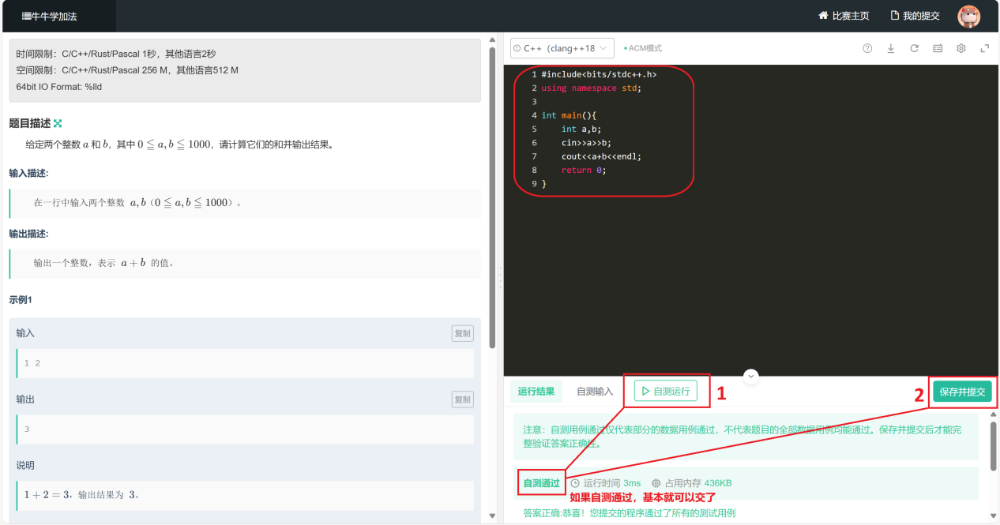 牛牛学加法
比赛主页
我的提交
时间限制：C/C++/Rust/Pascal 1秒，其他语言2秒
空间限制：C/C++/Rust/Pascal 256 M，其他语言512 M
64bit IO Format: %lld
题目描述
给定两个整数 a 和 b，其中 0 ≦ a, b ≦ 1000，请计算它们的和并输出结果。
输入描述:
在一行中输入两个整数 a, b（0 ≦ a, b ≦ 1000）。
输出描述:
输出一个整数，表示 a + b 的值。
示例1
输入
复制
1 2
输出
复制
3
说明
1 + 2 = 3，输出结果为 3。
C++ (clang++18
ACM模式
1 #include<bits/stdc++.h>
2 using namespace std;
3
4 int main(){
5     int a,b;
6     cin>>a>>b;
7     cout<<a+b<<endl;
8     return 0;
9 }
运行结果
自测输入
自测运行
1
2
保存并提交
注意：自测用例通过仅代表部分的数据用例通过，不代表题目的全部数据用例均能通过。保存并提交后才能完
整验证答案正确性。
自测通过
运行时间 3ms
占用内存 436KB
如果自测通过，基本就可以交了
答案正确:恭喜！您提交的程序通过了所有的测试用例